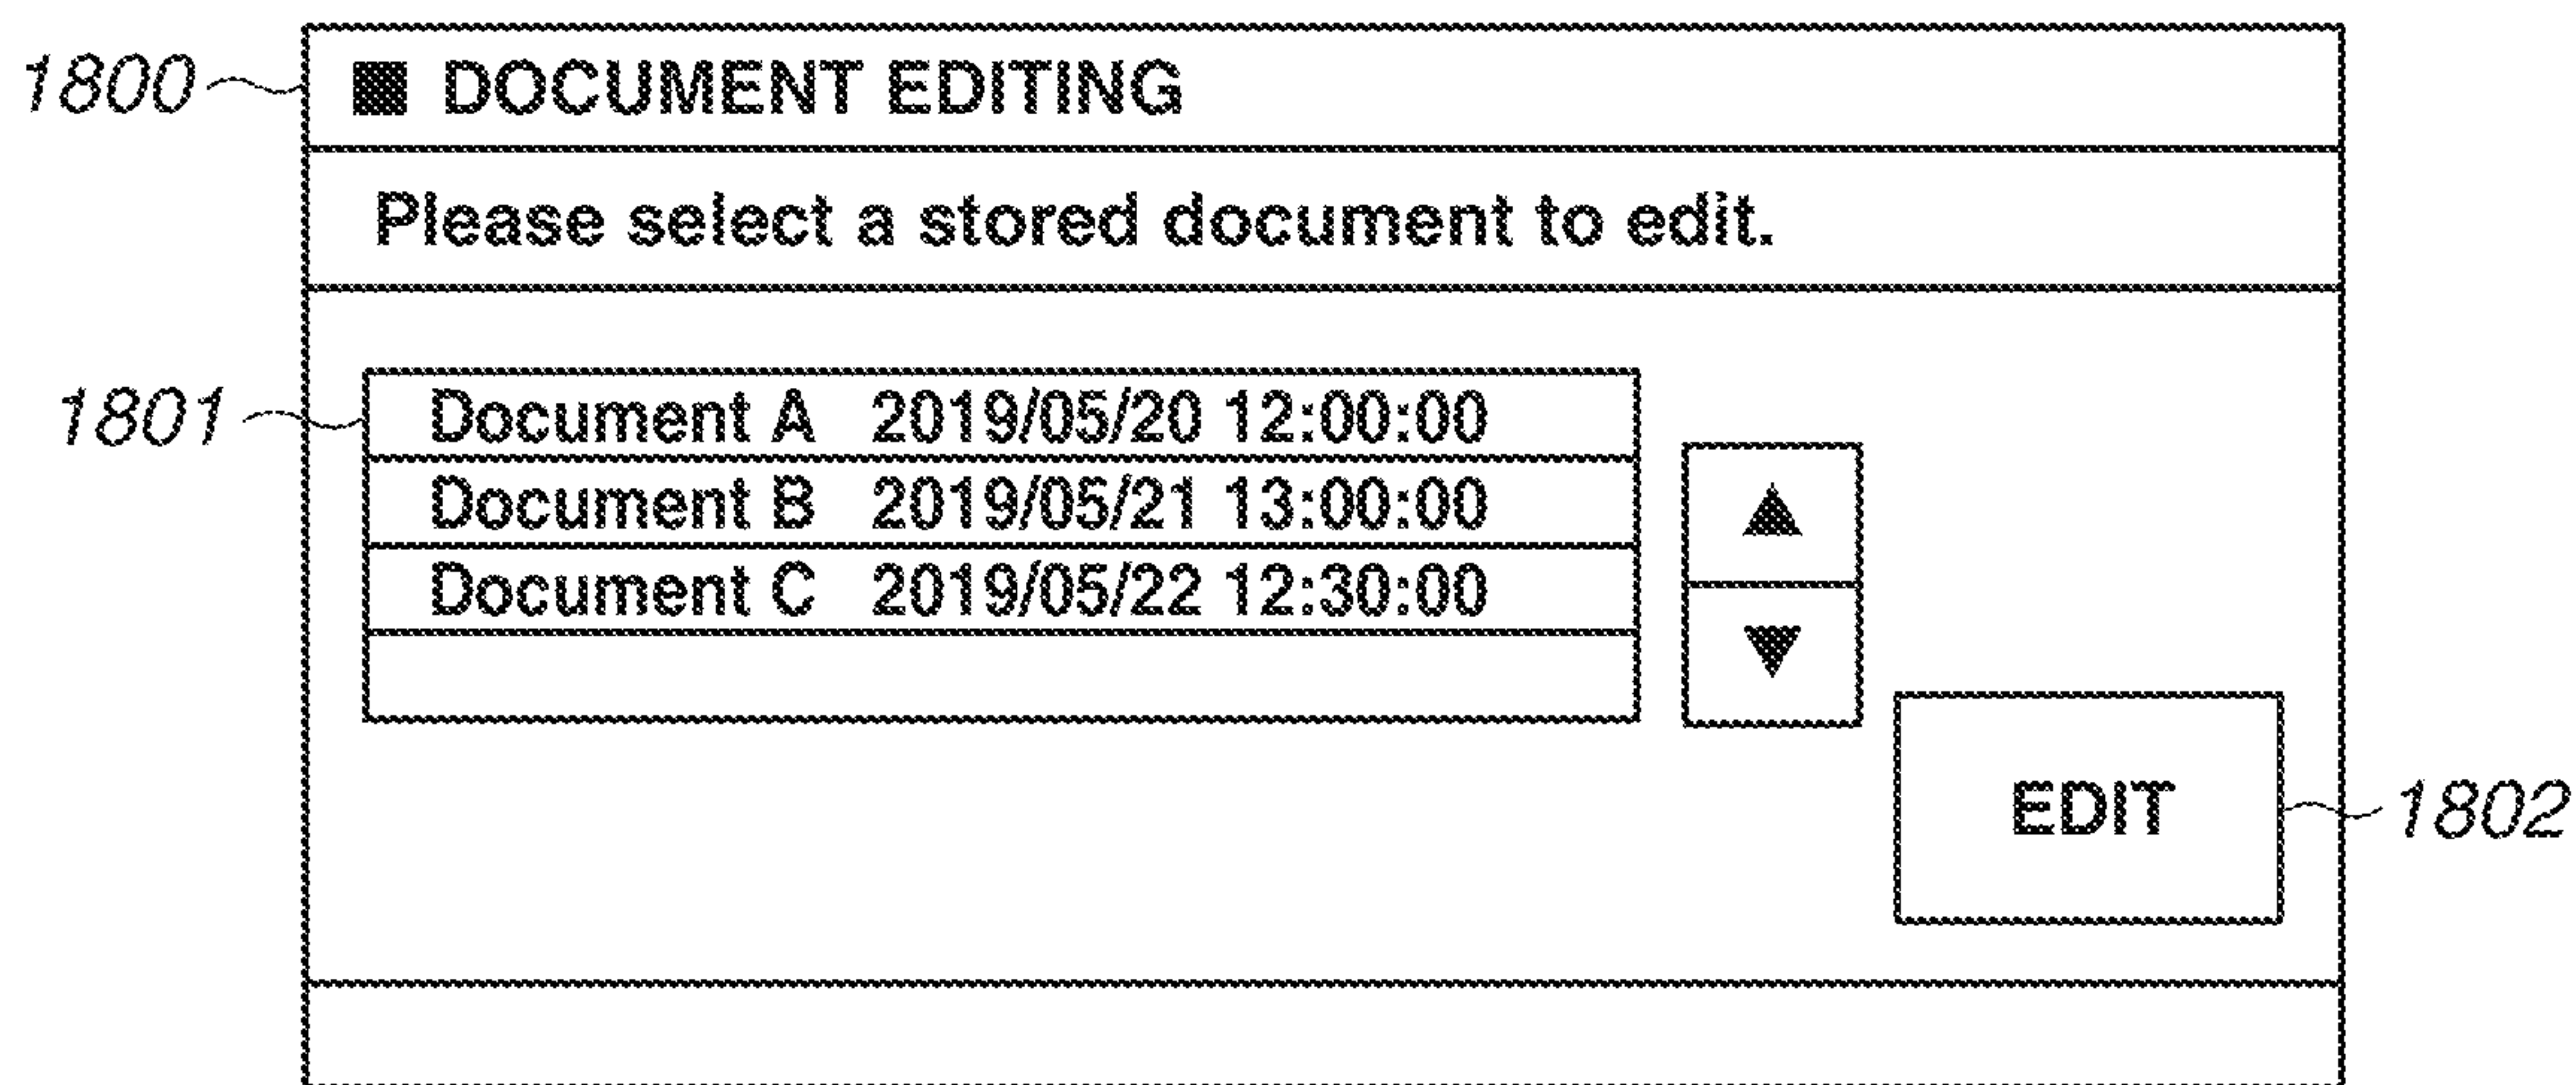 1800
■ DOCUMENT EDITING
Please select a stored document to edit.
1801
Document A 2019/05/20 12:00:00
Document B 2019/05/21 13:00:00
Document C 2019/05/22 12:30:00
▲
▼
EDIT
1802